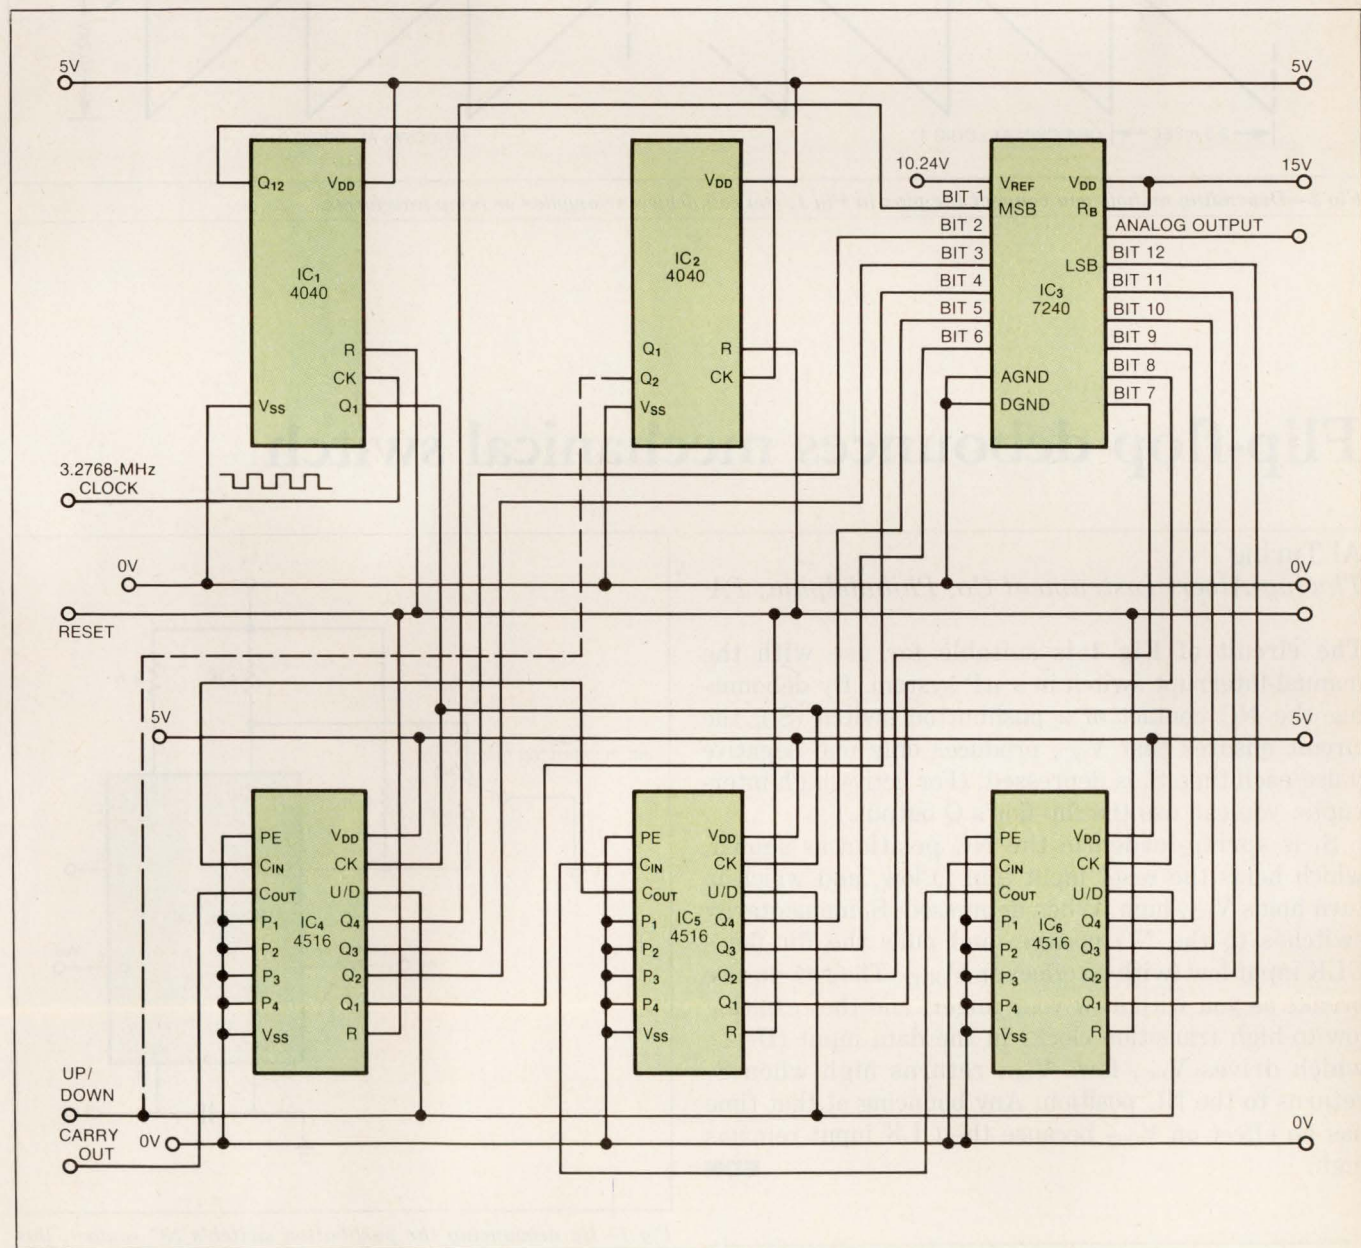 5V
5V
10.24V
15V
Q12
VDD
IC1
4040
R
CK
Q1
VSS
VDD
IC2
4040
Q1
Q2
VSS
R
CK
BIT 1
BIT 2
BIT 3
BIT 4
BIT 5
BIT 6
VREF
MSB
VDD
RB
LSB
IC3
7240
AGND
DGND
ANALOG OUTPUT
BIT 12
BIT 11
BIT 10
BIT 9
BIT 8
BIT 7
3.2768-MHz
CLOCK
0V
0V
RESET
5V
5V
PE
CIN
COUT
P1
P2
P3
P4
VSS
IC4
4516
VDD
CK
U/D
Q4
Q3
Q2
Q1
R
PE
CIN
COUT
P1
P2
P3
P4
VSS
IC5
4516
VDD
CK
U/D
Q4
Q3
Q2
Q1
R
PE
CIN
COUT
P1
P2
P3
P4
VSS
IC6
4516
VDD
CK
U/D
Q4
Q3
Q2
Q1
R
UP/
DOWN
CARRY
OUT
0V
0V